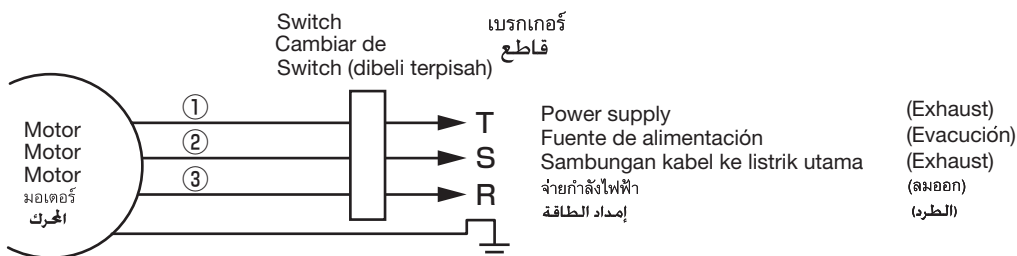 Switch
Cambiar de
Switch (dibeli terpisah)
เบรกเกอร์
قاطع
Motor
Motor
Motor
มอเตอร์
المحرك
①
②
③
T
S
R
Power supply
Fuente de alimentación
Sambungan kabel ke listrik utama
จ่ายกำลังไฟฟ้า
إمداد الطاقة
(Exhaust)
(Evacución)
(Exhaust)
(ลมออก)
(الطرد)